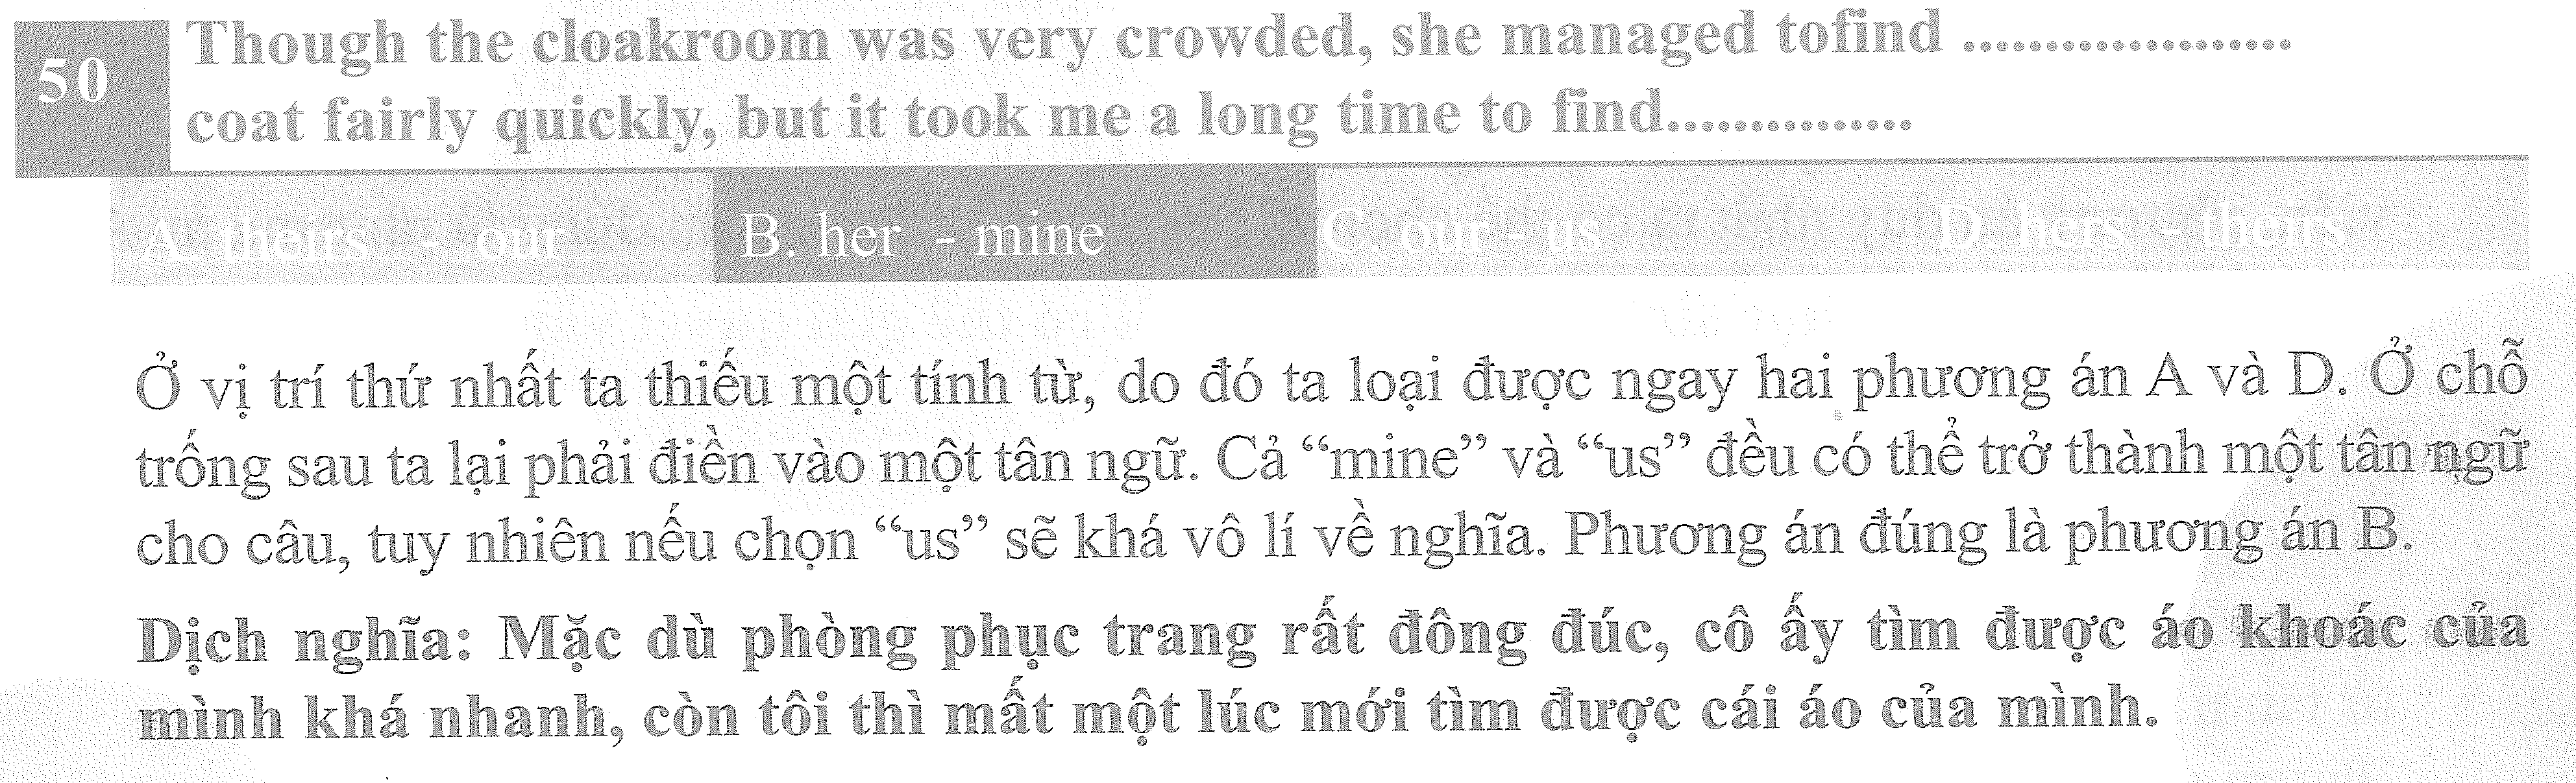 50
Though the cloakroom was very crowded, she managed tofind ....................
coat fairly quickly, but it took me a long time to find...............
A. theirs - our B. her - mine C. our - us D. hers - theirs
Ở vị trí thứ nhất ta thiếu một tính từ, do đó ta loại được ngay hai phương án A và D. Ở chỗ
trống sau ta lại phải điền vào một tân ngữ. Cả “mine” và “us” đều có thể trở thành một tân ngữ
cho câu, tuy nhiên nếu chọn “us” sẽ khá vô lí về nghĩa. Phương án đúng là phương án B.
Dịch nghĩa: Mặc dù phòng phục trang rất đông đúc, cô ấy tìm được áo khoác của
mình khá nhanh, còn tôi thì mất một lúc mới tìm được cái áo của mình.